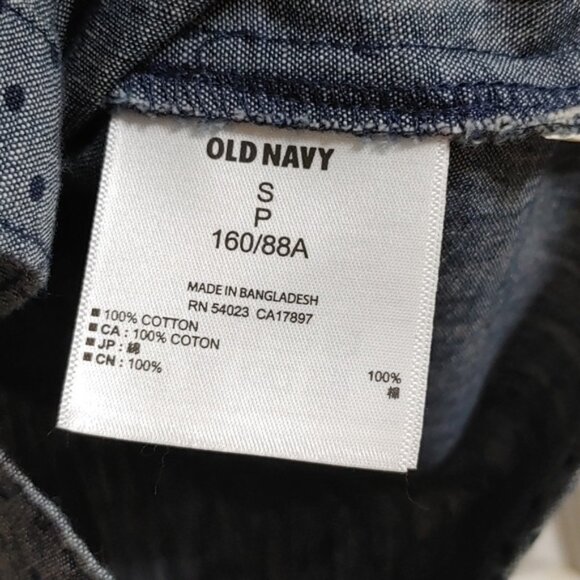 OLD NAVY
S
P
160/88A
MADE IN BANGLADESH
RN 54023 CA17897
■ 100% COTTON
■ CA : 100% COTON
■ JP : 綿 100%
■ CN : 100% 棉